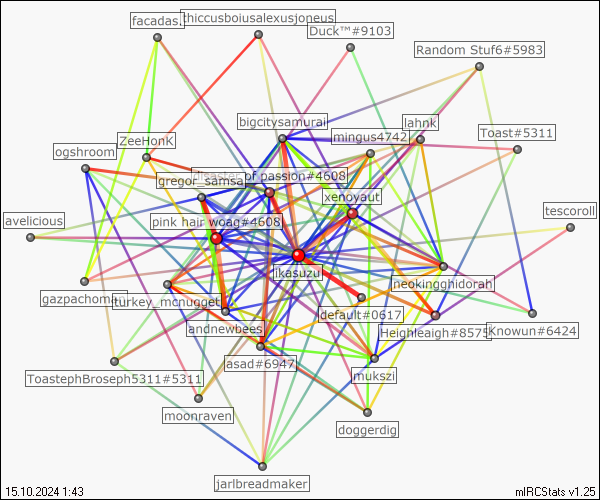 facadas.
thiccusboiusalexusjoneus
Duck™#9103
Random Stuf6#5983
bigcitysamurai
lahnk
mingus4742
Toast#5311
ZeeHonK
ogshroom
disaster of passion#4608
gregor_samsa
xenoyaut
avelicious
pink hair woag#4608
tescoroll
ikasuzu
neokingghidorah
gazpachoman
turkey_mcnugget
default#0617
andnewbees
Heighleigh#8575
Knowun#6424
asad#6947
ToastephBroseph5311#5311
mukszi
moonraven
doggerdig
jarlbreadmaker
15.10.2024 1:43
mIRCStats v1.25